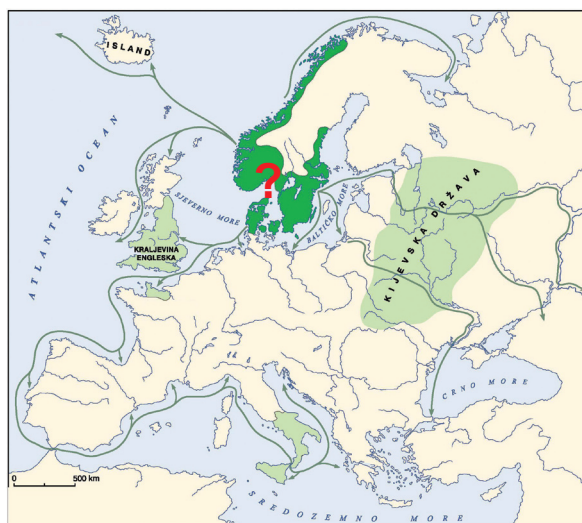 ISLAND
ATLANTSKI OCEAN
?
SJEVERNO MORE
BALTIČKO MORE
KRALJEVINA
ENGLESKA
KIJEVSKA DRŽAVA
CRNO MORE
0 500 km
SREDOZEMNO MORE